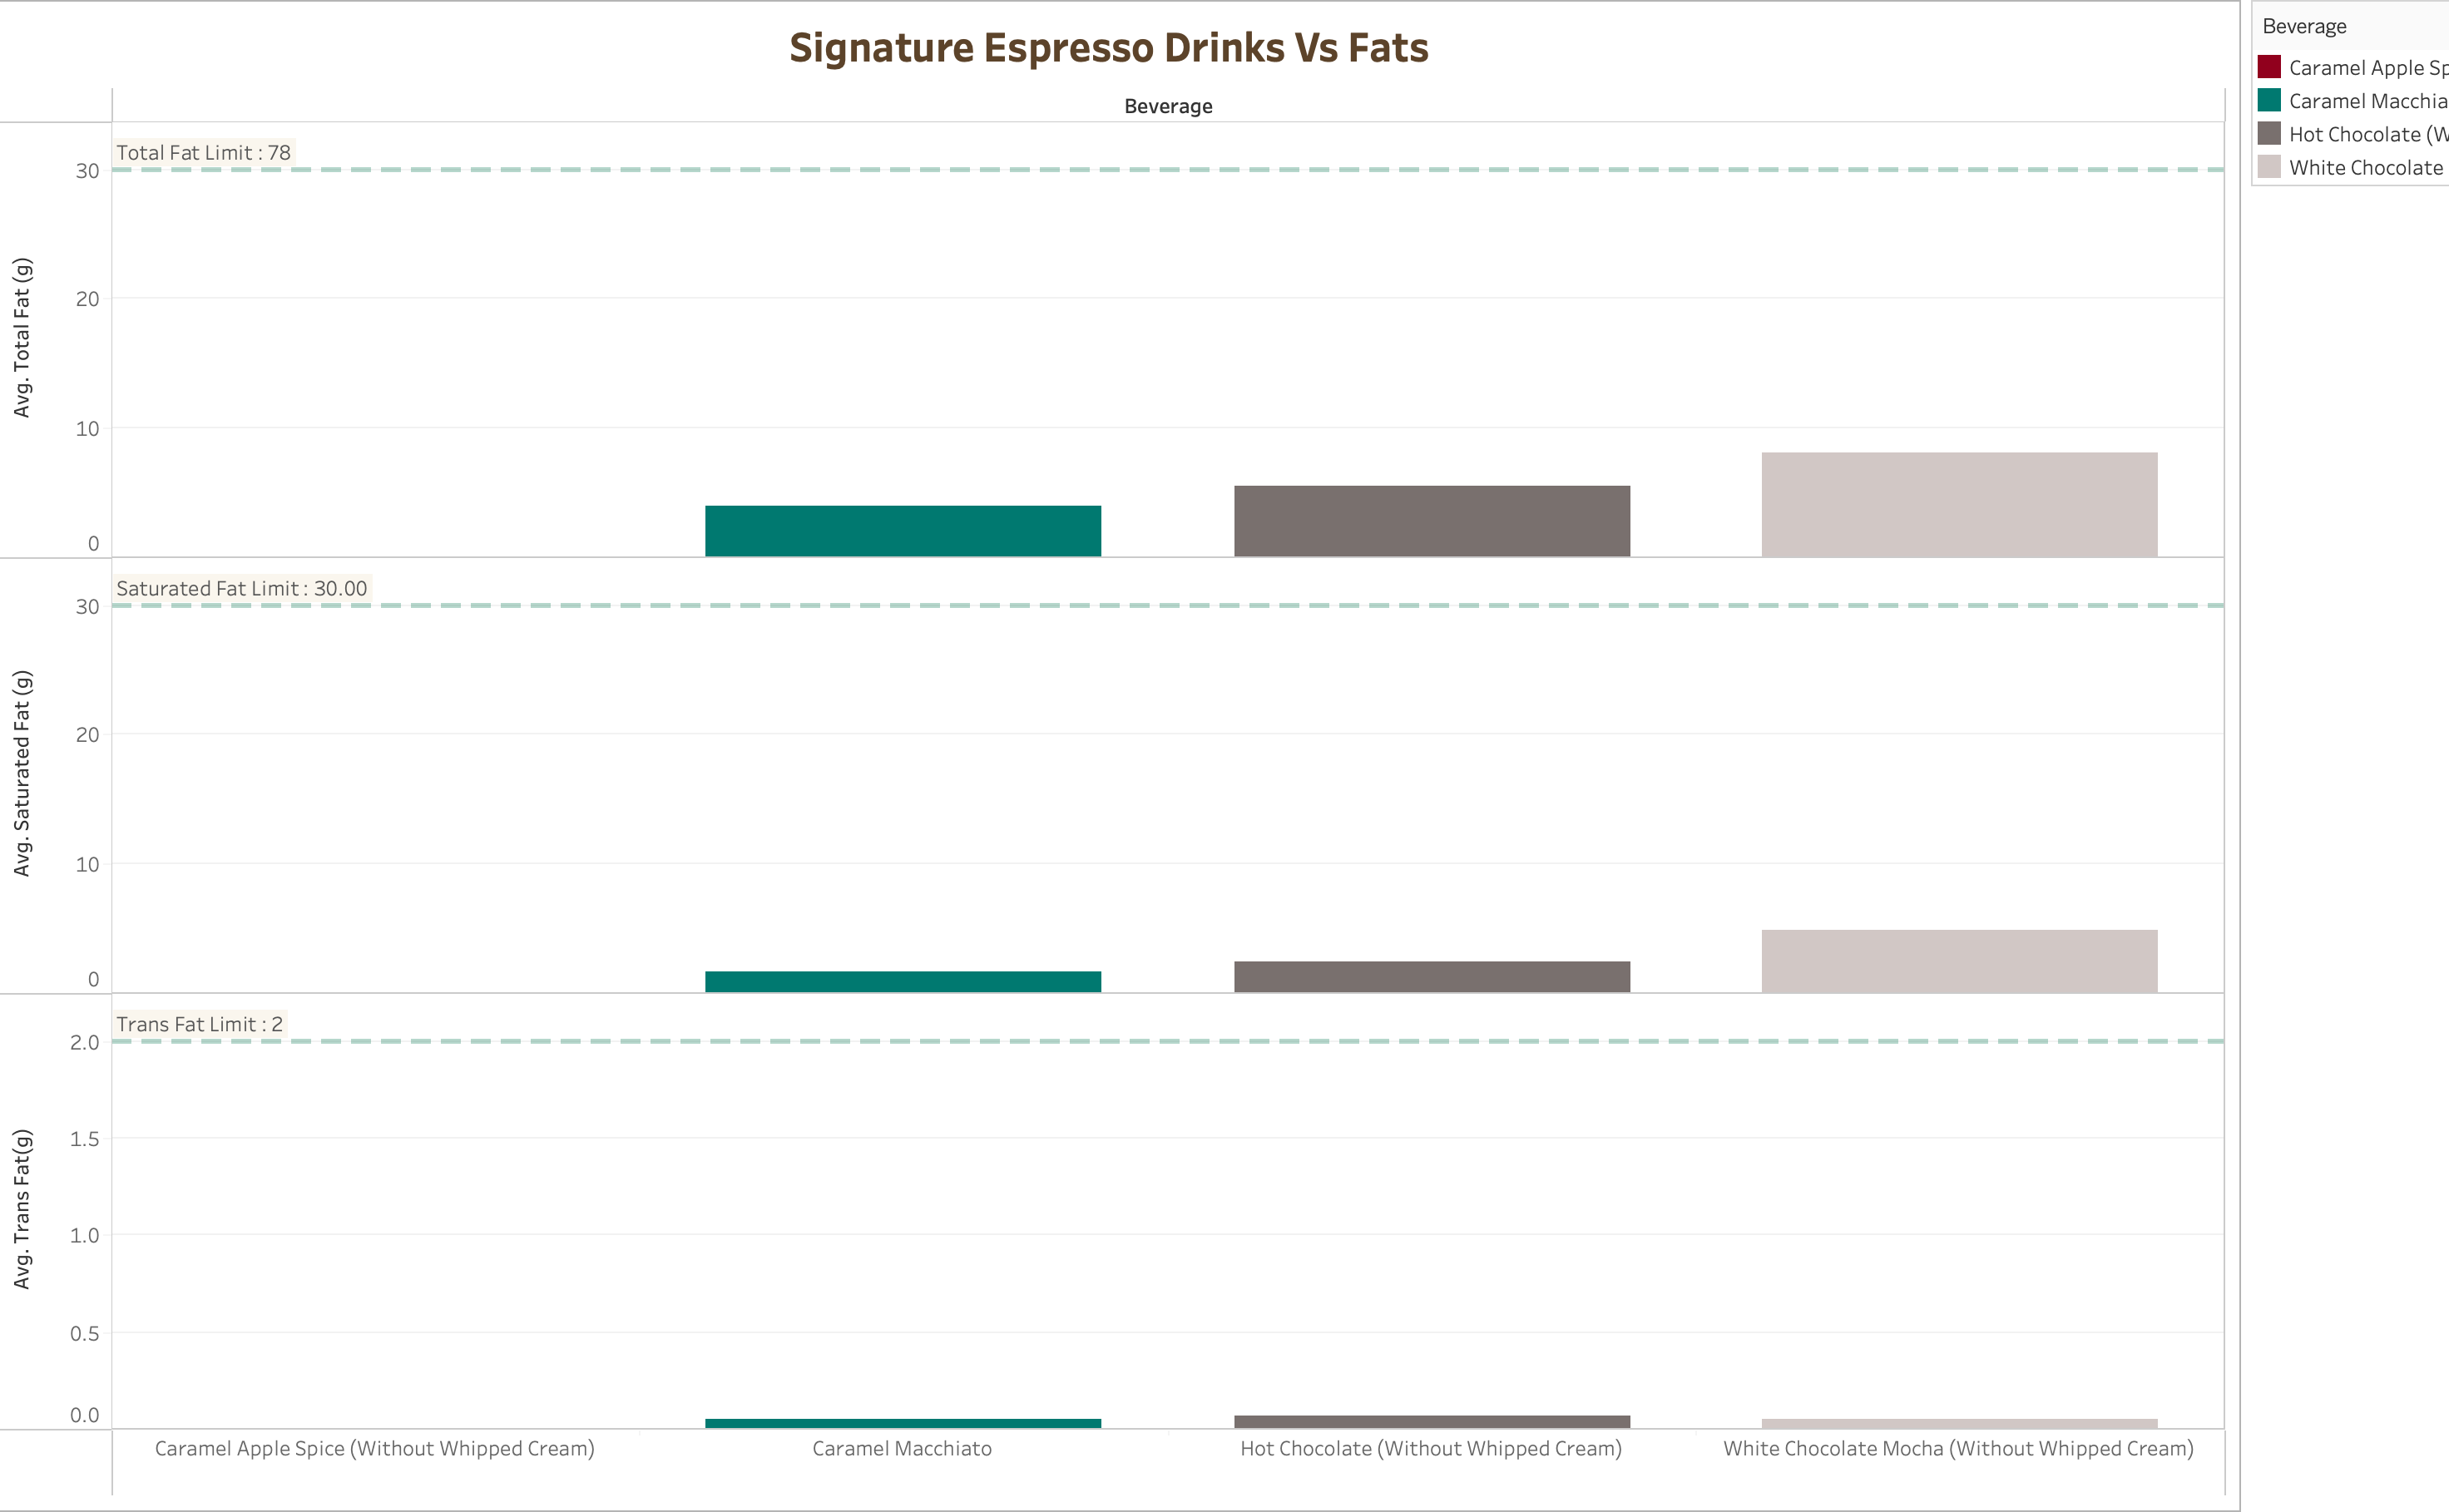 Signature Espresso Drinks Vs Fats
Beverage
Beverage
Caramel Apple Sp
Caramel Macchia
Hot Chocolate (W
White Chocolate
Total Fat Limit : 78
Avg. Total Fat (g)
30
20
10
0
Saturated Fat Limit : 30.00
Avg. Saturated Fat (g)
30
20
10
0
Trans Fat Limit : 2
Avg. Trans Fat(g)
2.0
1.5
1.0
0.5
0.0
Caramel Apple Spice (Without Whipped Cream)
Caramel Macchiato
Hot Chocolate (Without Whipped Cream)
White Chocolate Mocha (Without Whipped Cream)